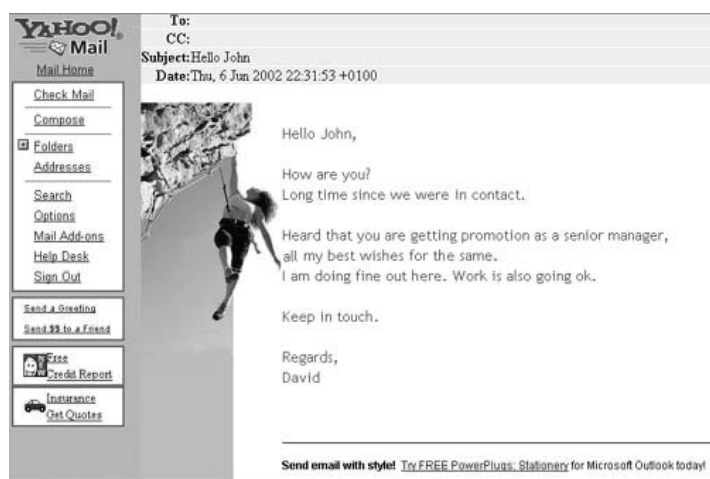 YAHOO!
Mail
Mail Home
Check Mail
Compose
Folders
Addresses
Search
Options
Mail Add-ons
Help Desk
Sign Out
Send a Greeting
Send $$ to a Friend
Free
Credit Report
Insurance
Get Quotes
To:
CC:
Subject:Hello John
Date:Thu, 6 Jun 2002 22:31:53 +0100
Hello John,
How are you?
Long time since we were in contact.
Heard that you are getting promotion as a senior manager,
all my best wishes for the same.
I am doing fine out here. Work is also going ok.
Keep in touch.
Regards,
David
Send email with style! Try FREE PowerPlugs: Stationery for Microsoft Outlook today!